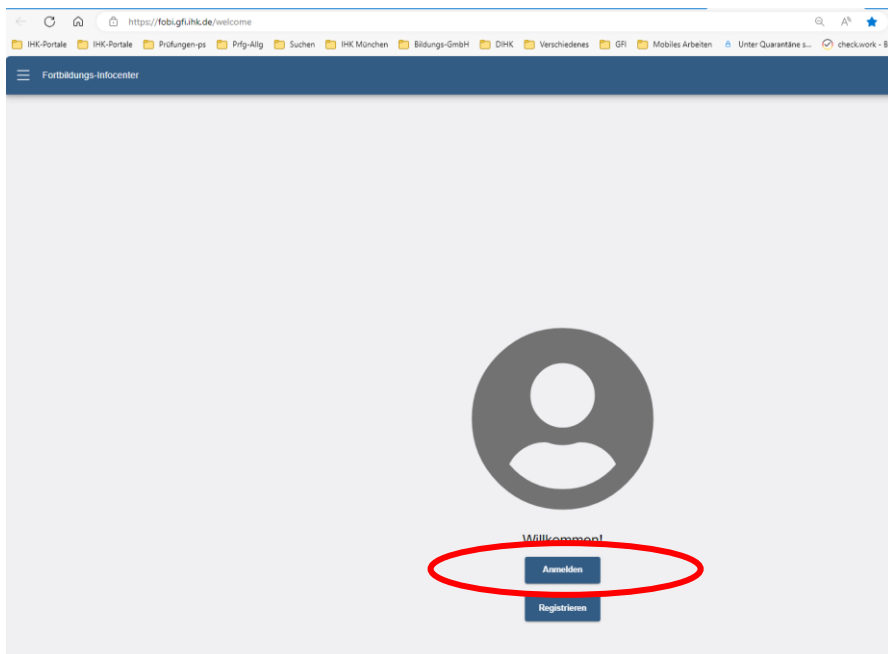 https://fobi.gfi.ihk.de/welcome
IHK-Portale IHK-Portale Prüfungen-ps Prfg-Allg Suchen IHK München Bildungs-GmbH DIHK Verschiedenes GFI Mobiles Arbeiten Unter Quarantäne s... check.work - B
Fortbildungs-Infocenter
Willkommen!
Anmelden
Registrieren